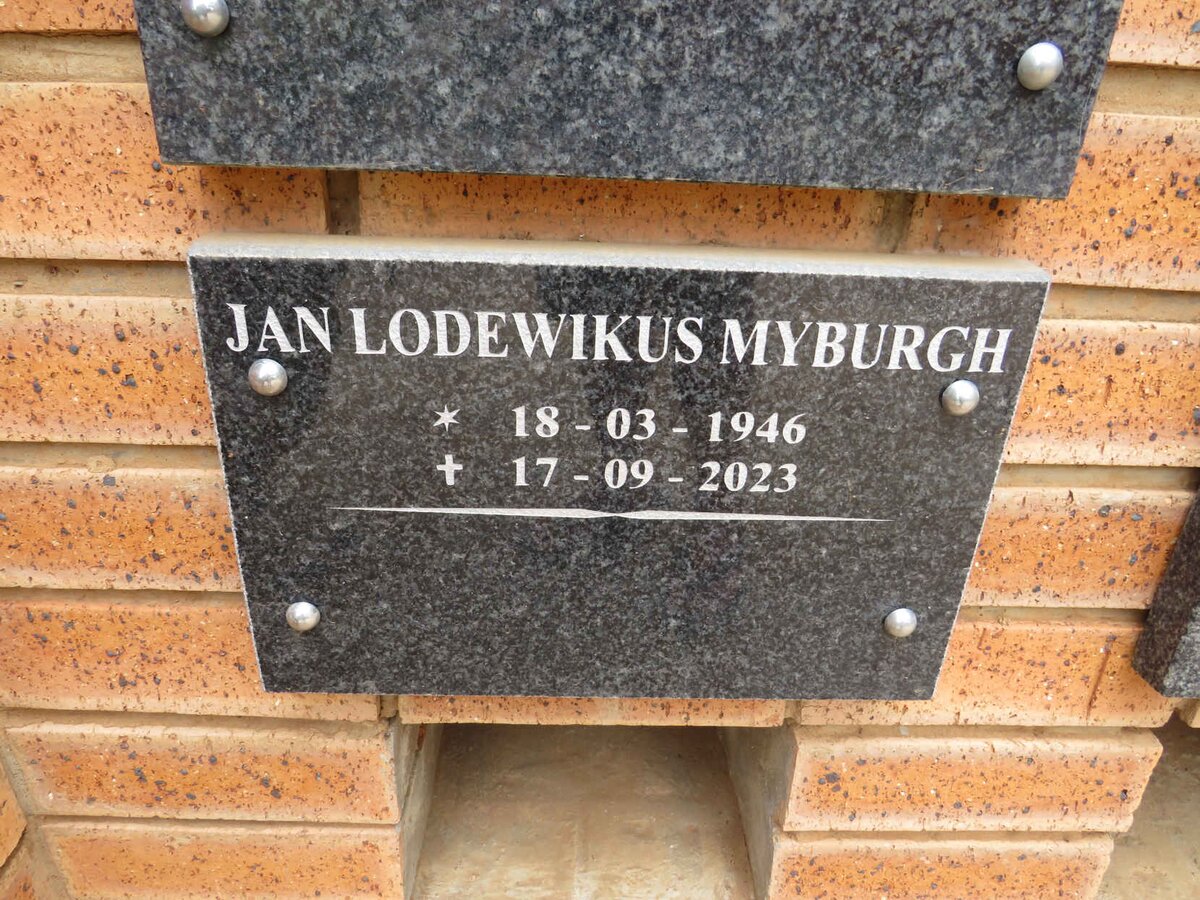 JAN LODEWIKUS MYBURGH
* 18 - 03 - 1946
✝ 17 - 09 - 2023